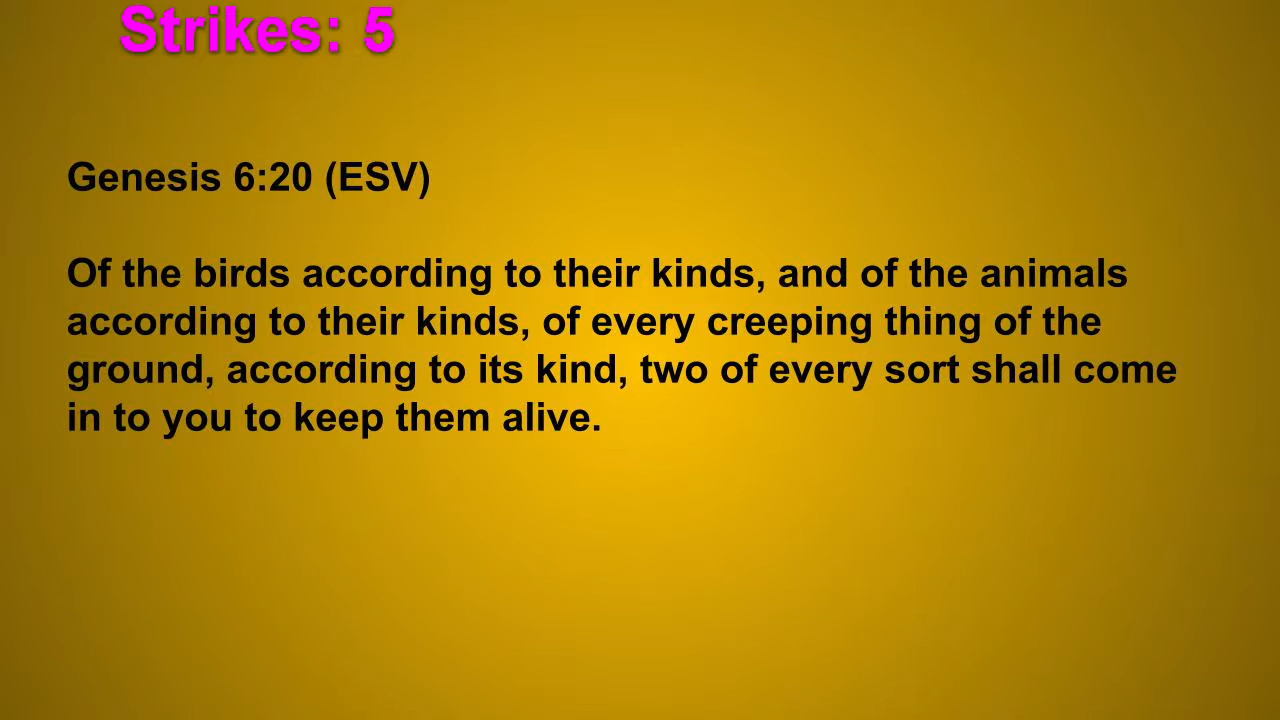 Strikes: 5
Genesis 6:20 (ESV)
Of the birds according to their kinds, and of the animals
according to their kinds, of every creeping thing of the
ground, according to its kind, two of every sort shall come
in to you to keep them alive.